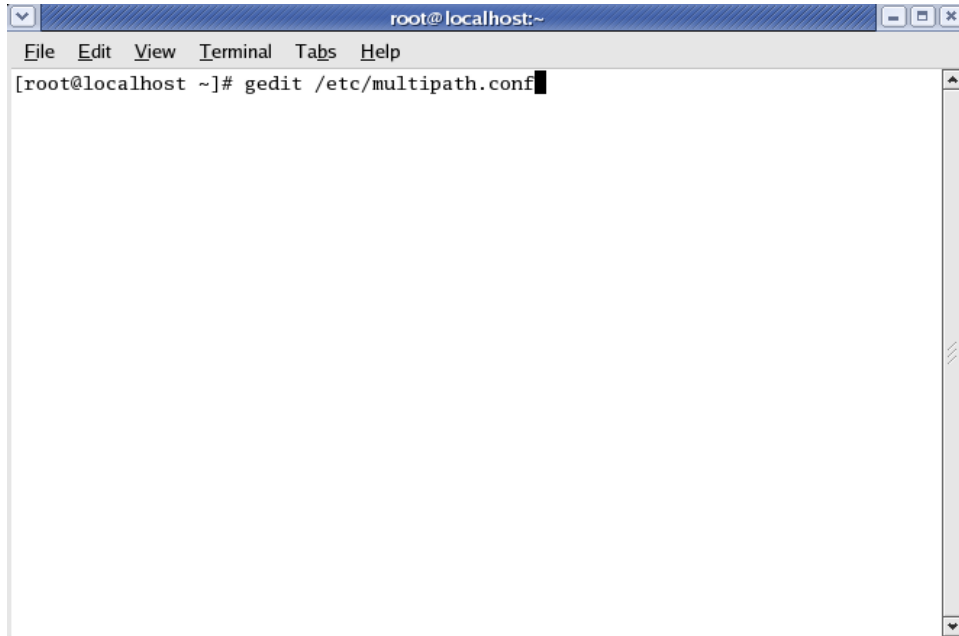 root@localhost:~
File Edit View Terminal Tabs Help
[root@localhost ~]# gedit /etc/multipath.conf